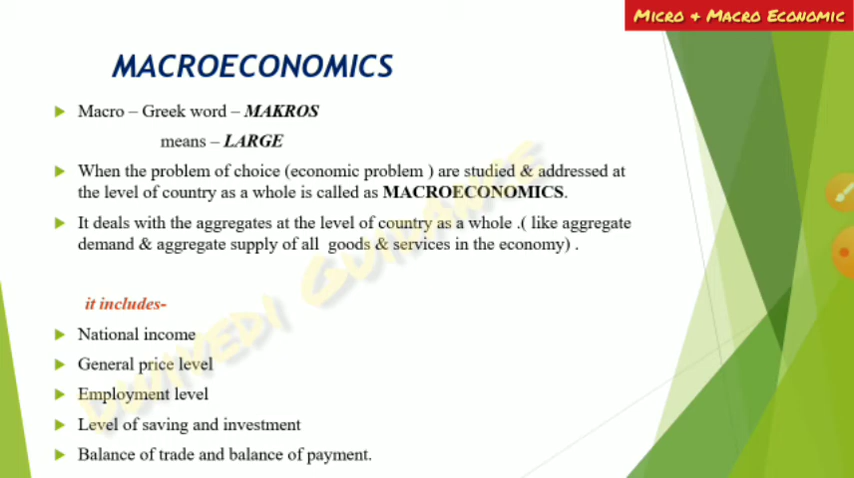 Micro & Macro Economic
MACROECONOMICS
Macro – Greek word – MAKROS
means – LARGE
When the problem of choice (economic problem ) are studied & addressed at
the level of country as a whole is called as MACROECONOMICS.
It deals with the aggregates at the level of country as a whole .( like aggregate
demand & aggregate supply of all goods & services in the economy) .
it includes-
National income
General price level
Employment level
Level of saving and investment
Balance of trade and balance of payment.
DWIVEDI GUIDANCE